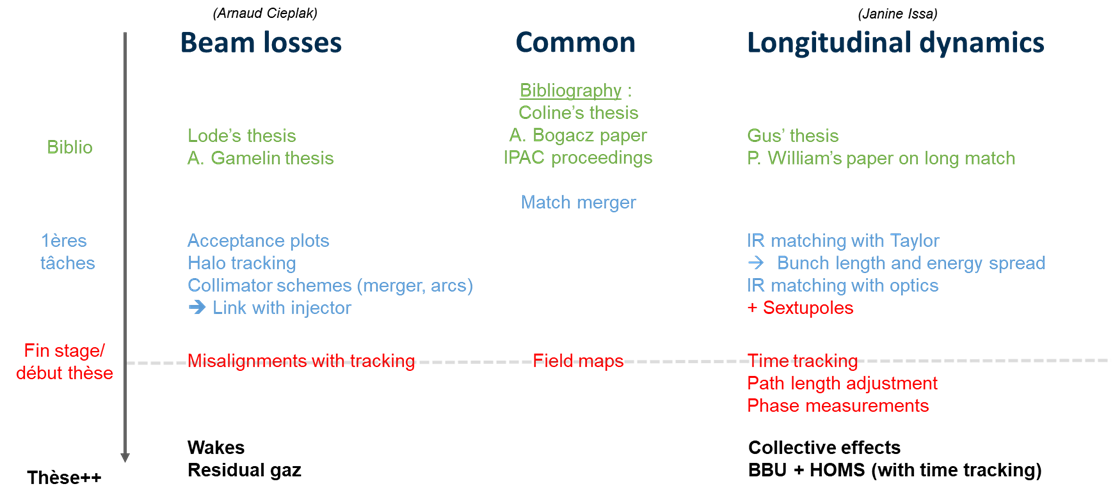 (Arnaud Cieplak)
(Janine Issa)
Beam losses
Common
Longitudinal dynamics
Biblio
Lode's thesis
A. Gamelin thesis
Bibliography :
Coline's thesis
A. Bogacz paper
IPAC proceedings
Gus' thesis
P. William's paper on long match
Match merger
1ères
tâches
Acceptance plots
Halo tracking
Collimator schemes (merger, arcs)
➔ Link with injector
IR matching with Taylor
→ Bunch length and energy spread
IR matching with optics
+ Sextupoles
Fin stage/
début thèse
Misalignments with tracking
Field maps
Time tracking
Path length adjustment
Phase measurements
Thèse++
Wakes
Residual gaz
Collective effects
BBU + HOMS (with time tracking)